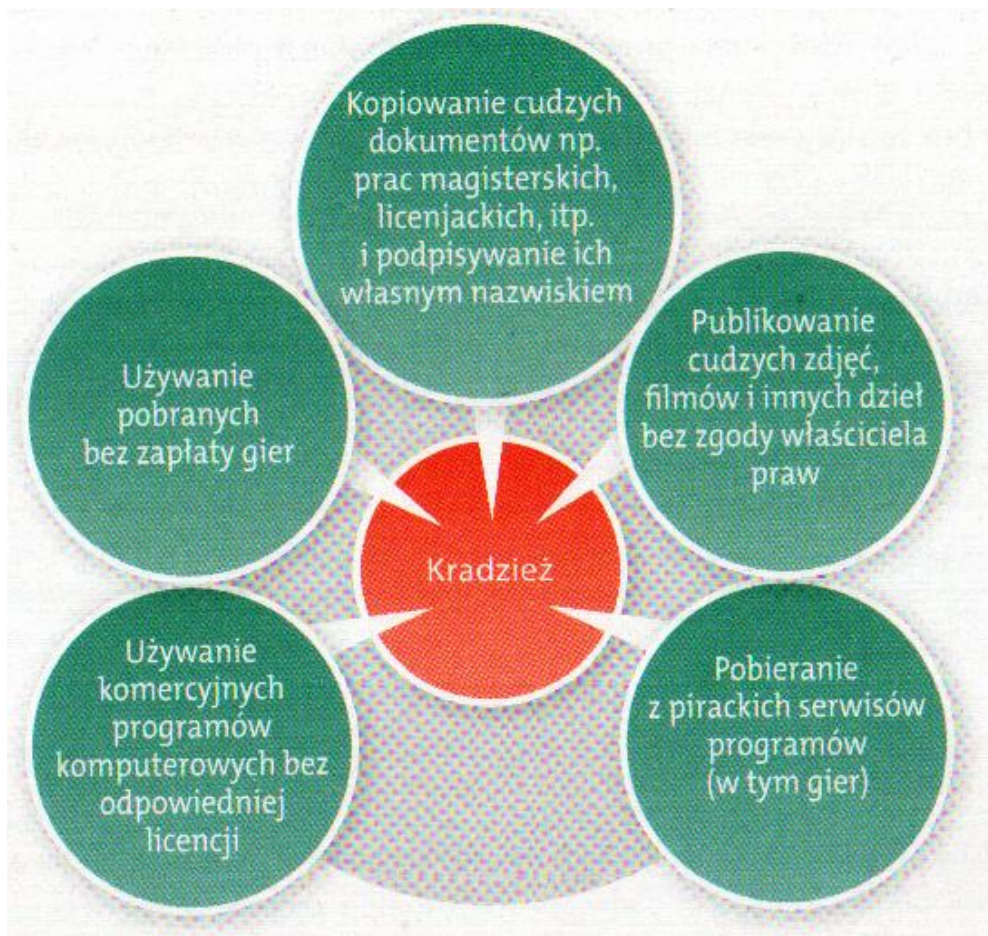 Kopiowanie cudzych
dokumentów np.
prac magisterskich,
licenjackich, itp.
i podpisywanie ich
własnym nazwiskiem
Publikowanie
cudzych zdjęć,
filmów i innych dzieł
bez zgody właściciela
praw
Używanie
pobranych
bez zapłaty gier
Kradzież
Używanie
komercyjnych
programów
komputerowych bez
odpowiedniej
licencji
Pobieranie
z pirackich serwisów
programów
(w tym gier)